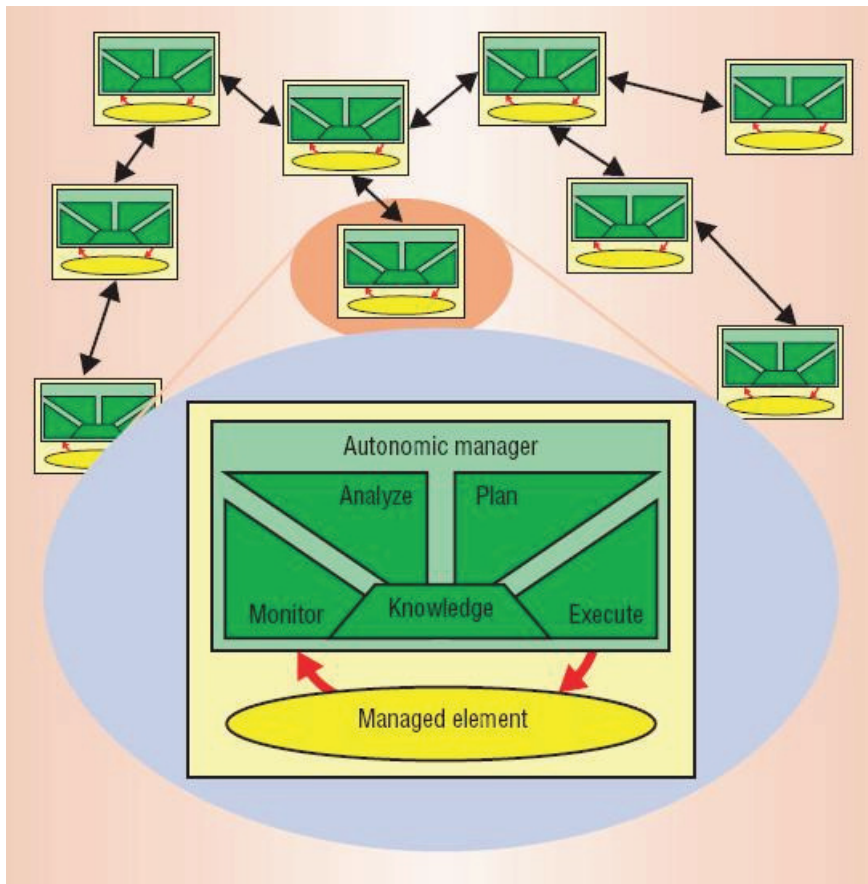 Autonomic manager
Analyze Plan
Monitor Knowledge Execute
Managed element